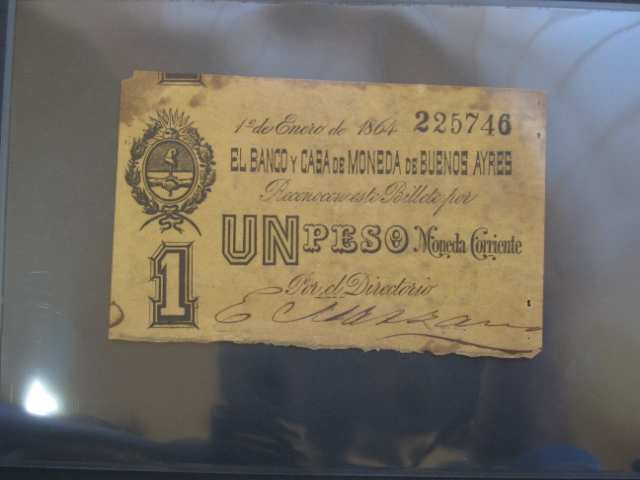 1º de Enero de 1864 225746
EL BANCO Y CASA DE MONEDA DE BUENOS AYRES
Reconoce este Billete por
UN PESO Moneda Corriente
1
Por el Directorio